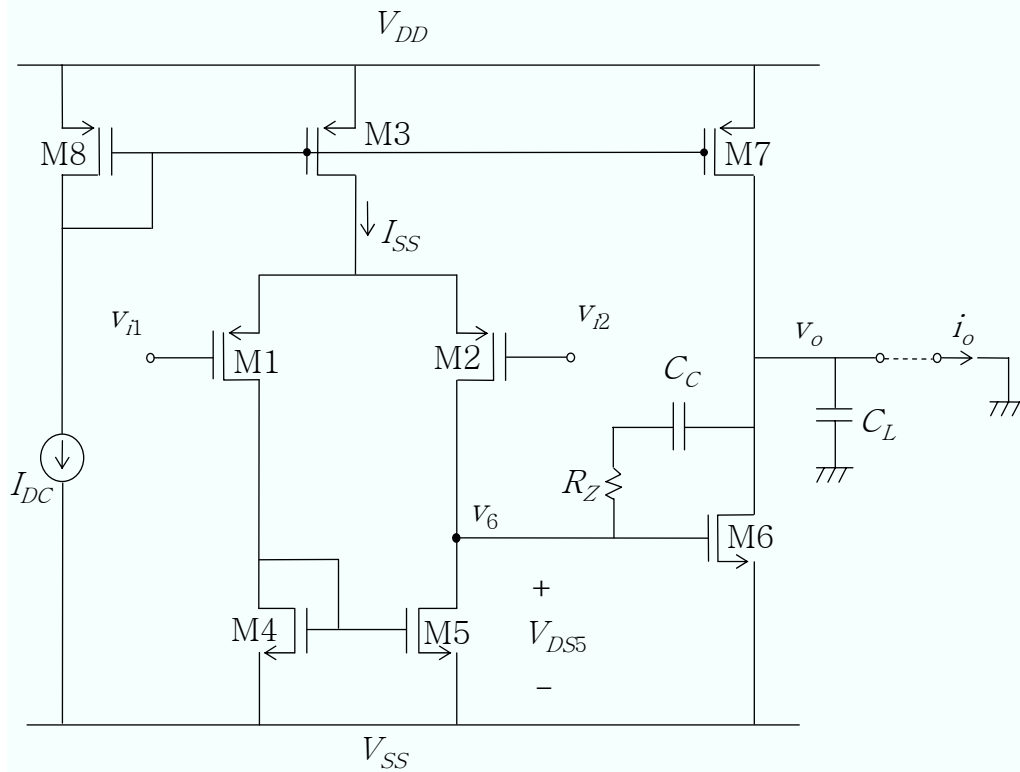 V_DD
M8
M3
M7
I_SS
v_i1
M1
M2
v_i2
v_o
i_o
C_C
C_L
I_DC
R_Z
v_6
M6
+
M4
M5
V_DS5
−
V_SS